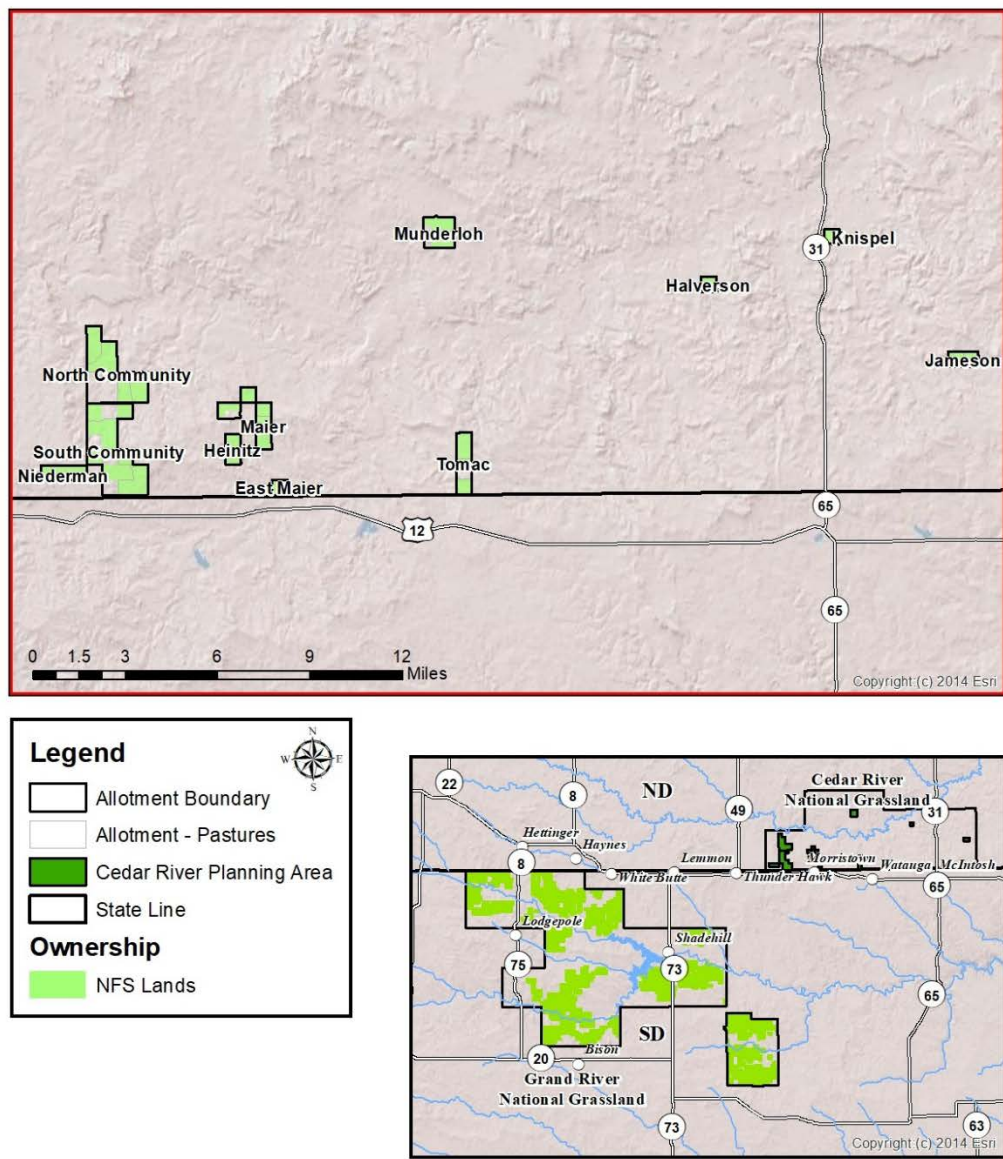 Munderloh
Knispel
31
Halverson
Jameson
North Community
Maier
South Community
Heinitz
Tomac
Niederman
East Maier
65
12
65
0 1.5 3 6 9 12
Miles
Copyright:(c) 2014 Esri
Legend
N
W E
S
Allotment Boundary
Allotment - Pastures
Cedar River Planning Area
State Line
Ownership
NFS Lands
22
8
ND
49
Cedar River
National Grassland
31
Hettinger
Haynes
8
Lemmon
Morristown
White Butte
Thunder Hawk
Watauga
McIntosh
65
Lodgepole
Shadehill
75
73
65
SD
20
Bison
Grand River
National Grassland
73
63
Copyright (c) 2014 Esri